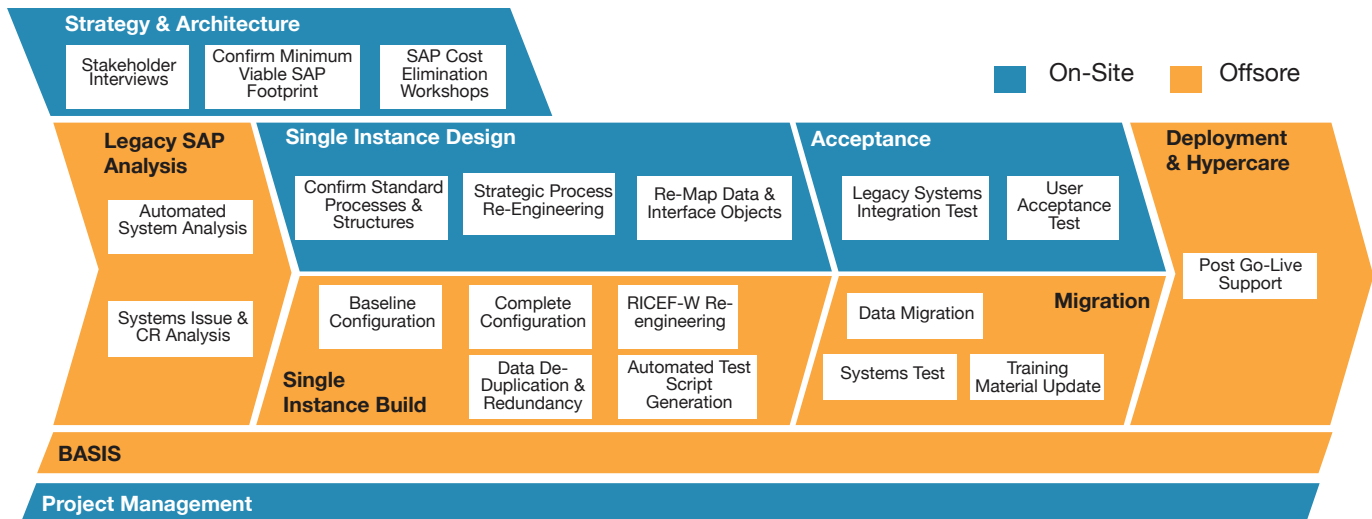 Strategy & Architecture
Stakeholder
Interviews
Confirm Minimum
Viable SAP
Footprint
SAP Cost
Elimination
Workshops
On-Site
Offsore
Legacy SAP
Analysis
Automated
System Analysis
Systems Issue &
CR Analysis
Single Instance Design
Confirm Standard
Processes &
Structures
Strategic Process
Re-Engineering
Re-Map Data &
Interface Objects
Baseline
Configuration
Complete
Configuration
RICEF-W Re-
engineering
Data De-
Duplication &
Redundancy
Automated Test
Script
Generation
Single
Instance Build
Acceptance
Legacy Systems
Integration Test
User
Acceptance
Test
Migration
Data Migration
Systems Test
Training
Material Update
Deployment
& Hypercare
Post Go-Live
Support
BASIS
Project Management